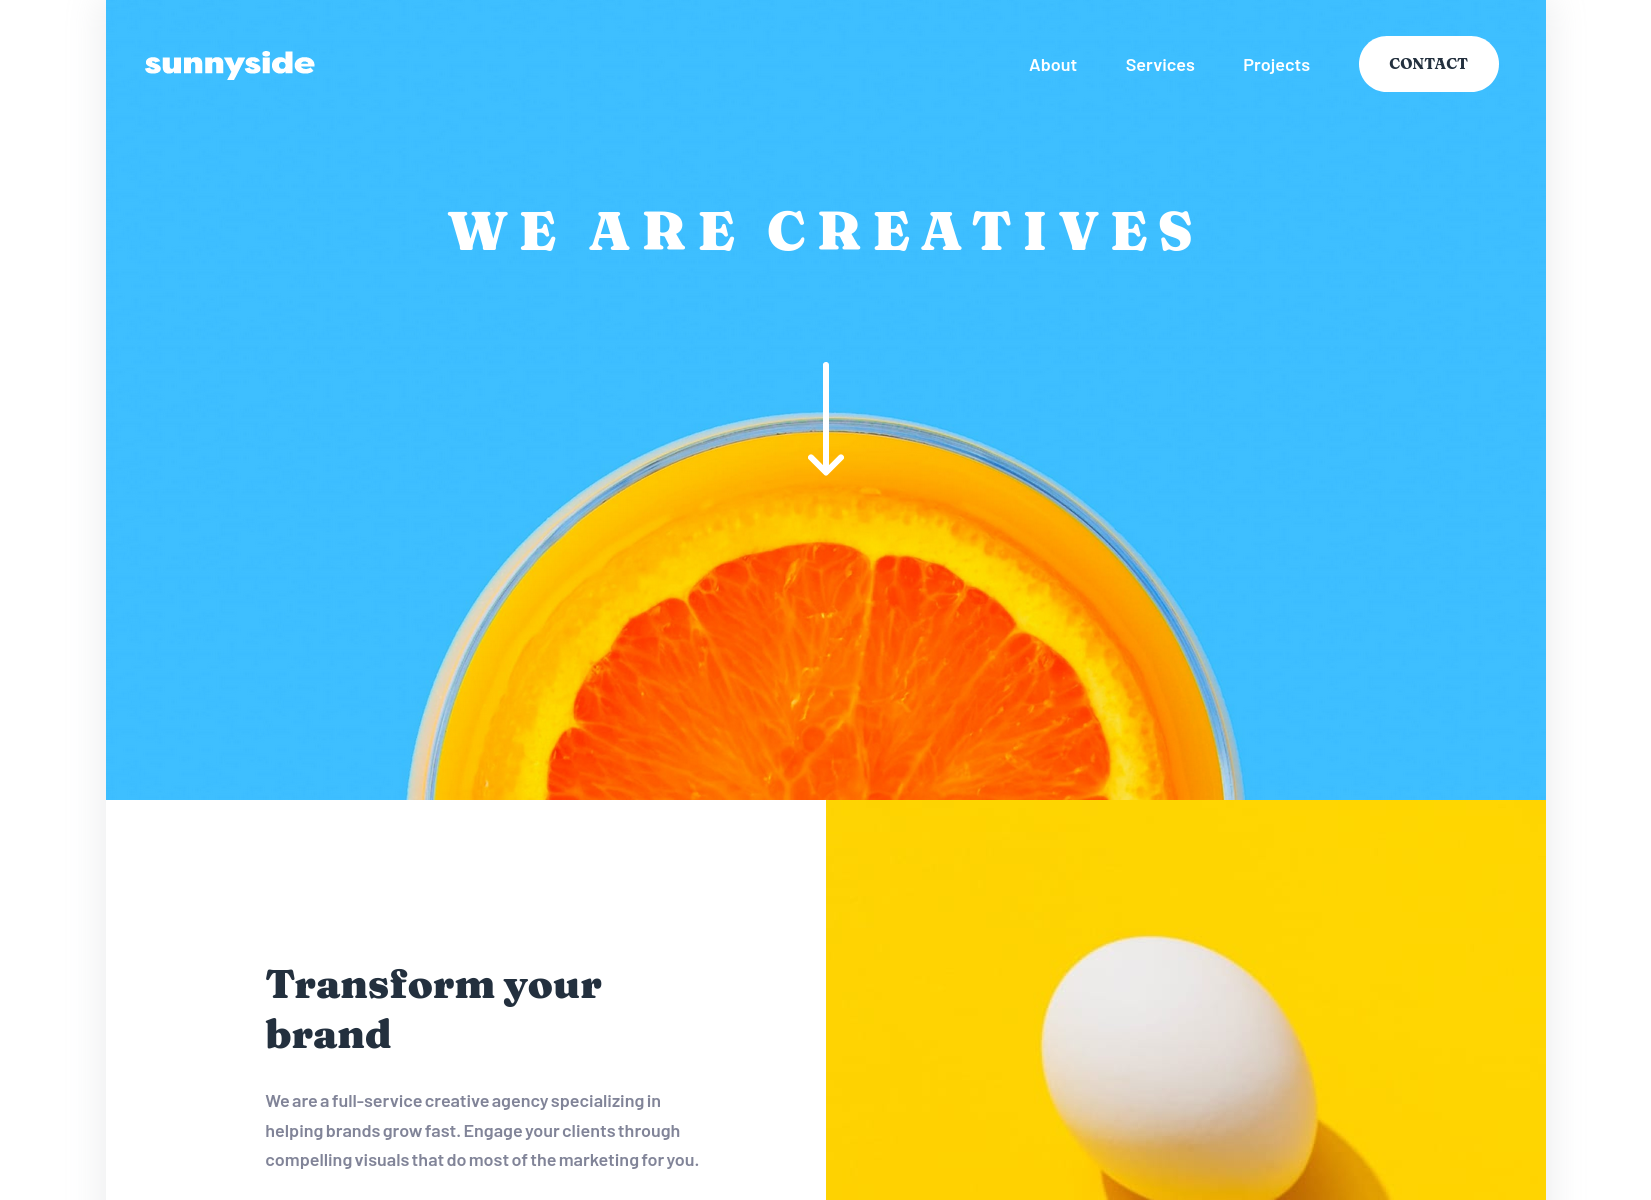 sunnyside
About
Services
Projects
CONTACT
WE ARE CREATIVES
Transform your
brand
We are a full-service creative agency specializing in
helping brands grow fast. Engage your clients through
compelling visuals that do most of the marketing for you.